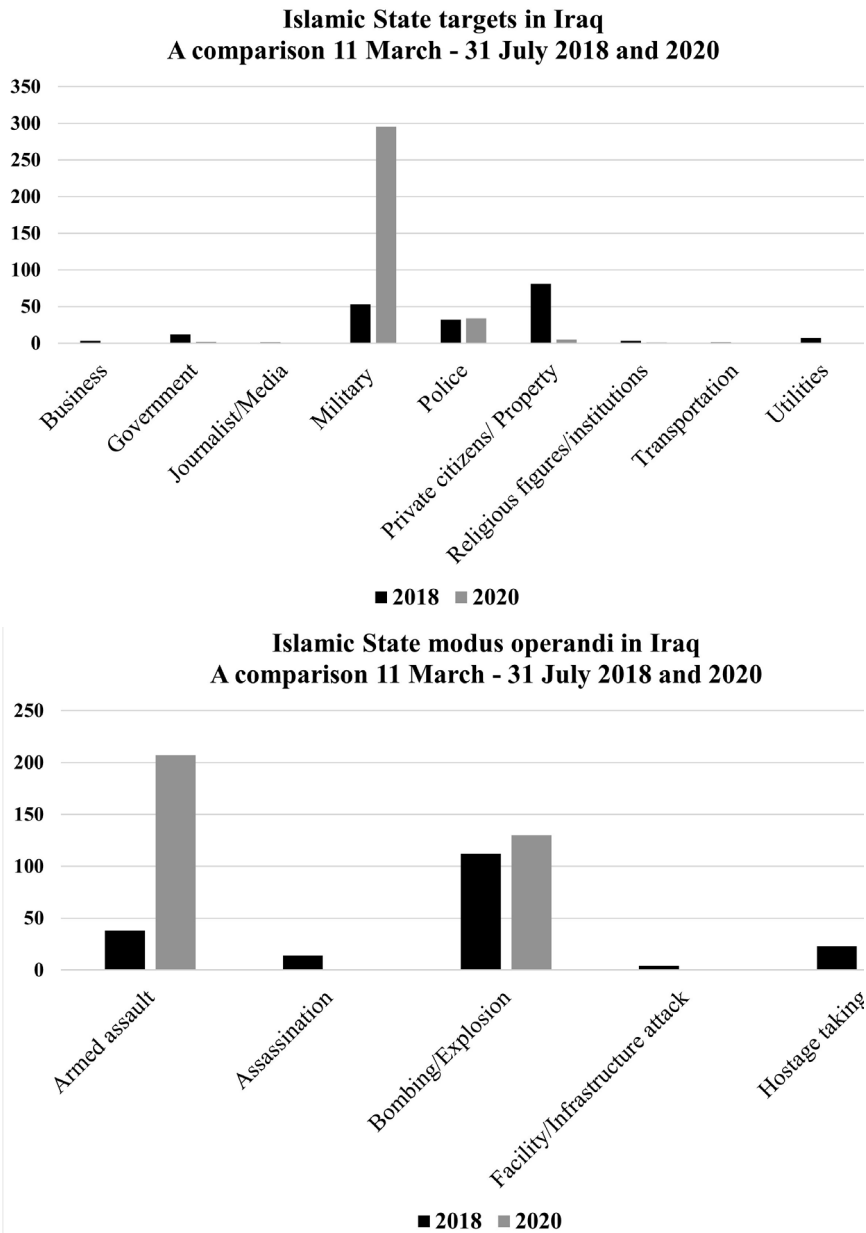 Islamic State targets in Iraq
A comparison 11 March - 31 July 2018 and 2020
350
300
250
200
150
100
50
0
Business
Government
Journalist/Media
Military
Police
Private citizens/ Property
Religious figures/institutions
Transportation
Utilities
2018 2020
Islamic State modus operandi in Iraq
A comparison 11 March - 31 July 2018 and 2020
250
200
150
100
50
0
Armed assault
Assassination
Bombing/Explosion
Facility/Infrastructure attack
Hostage taking
2018 2020